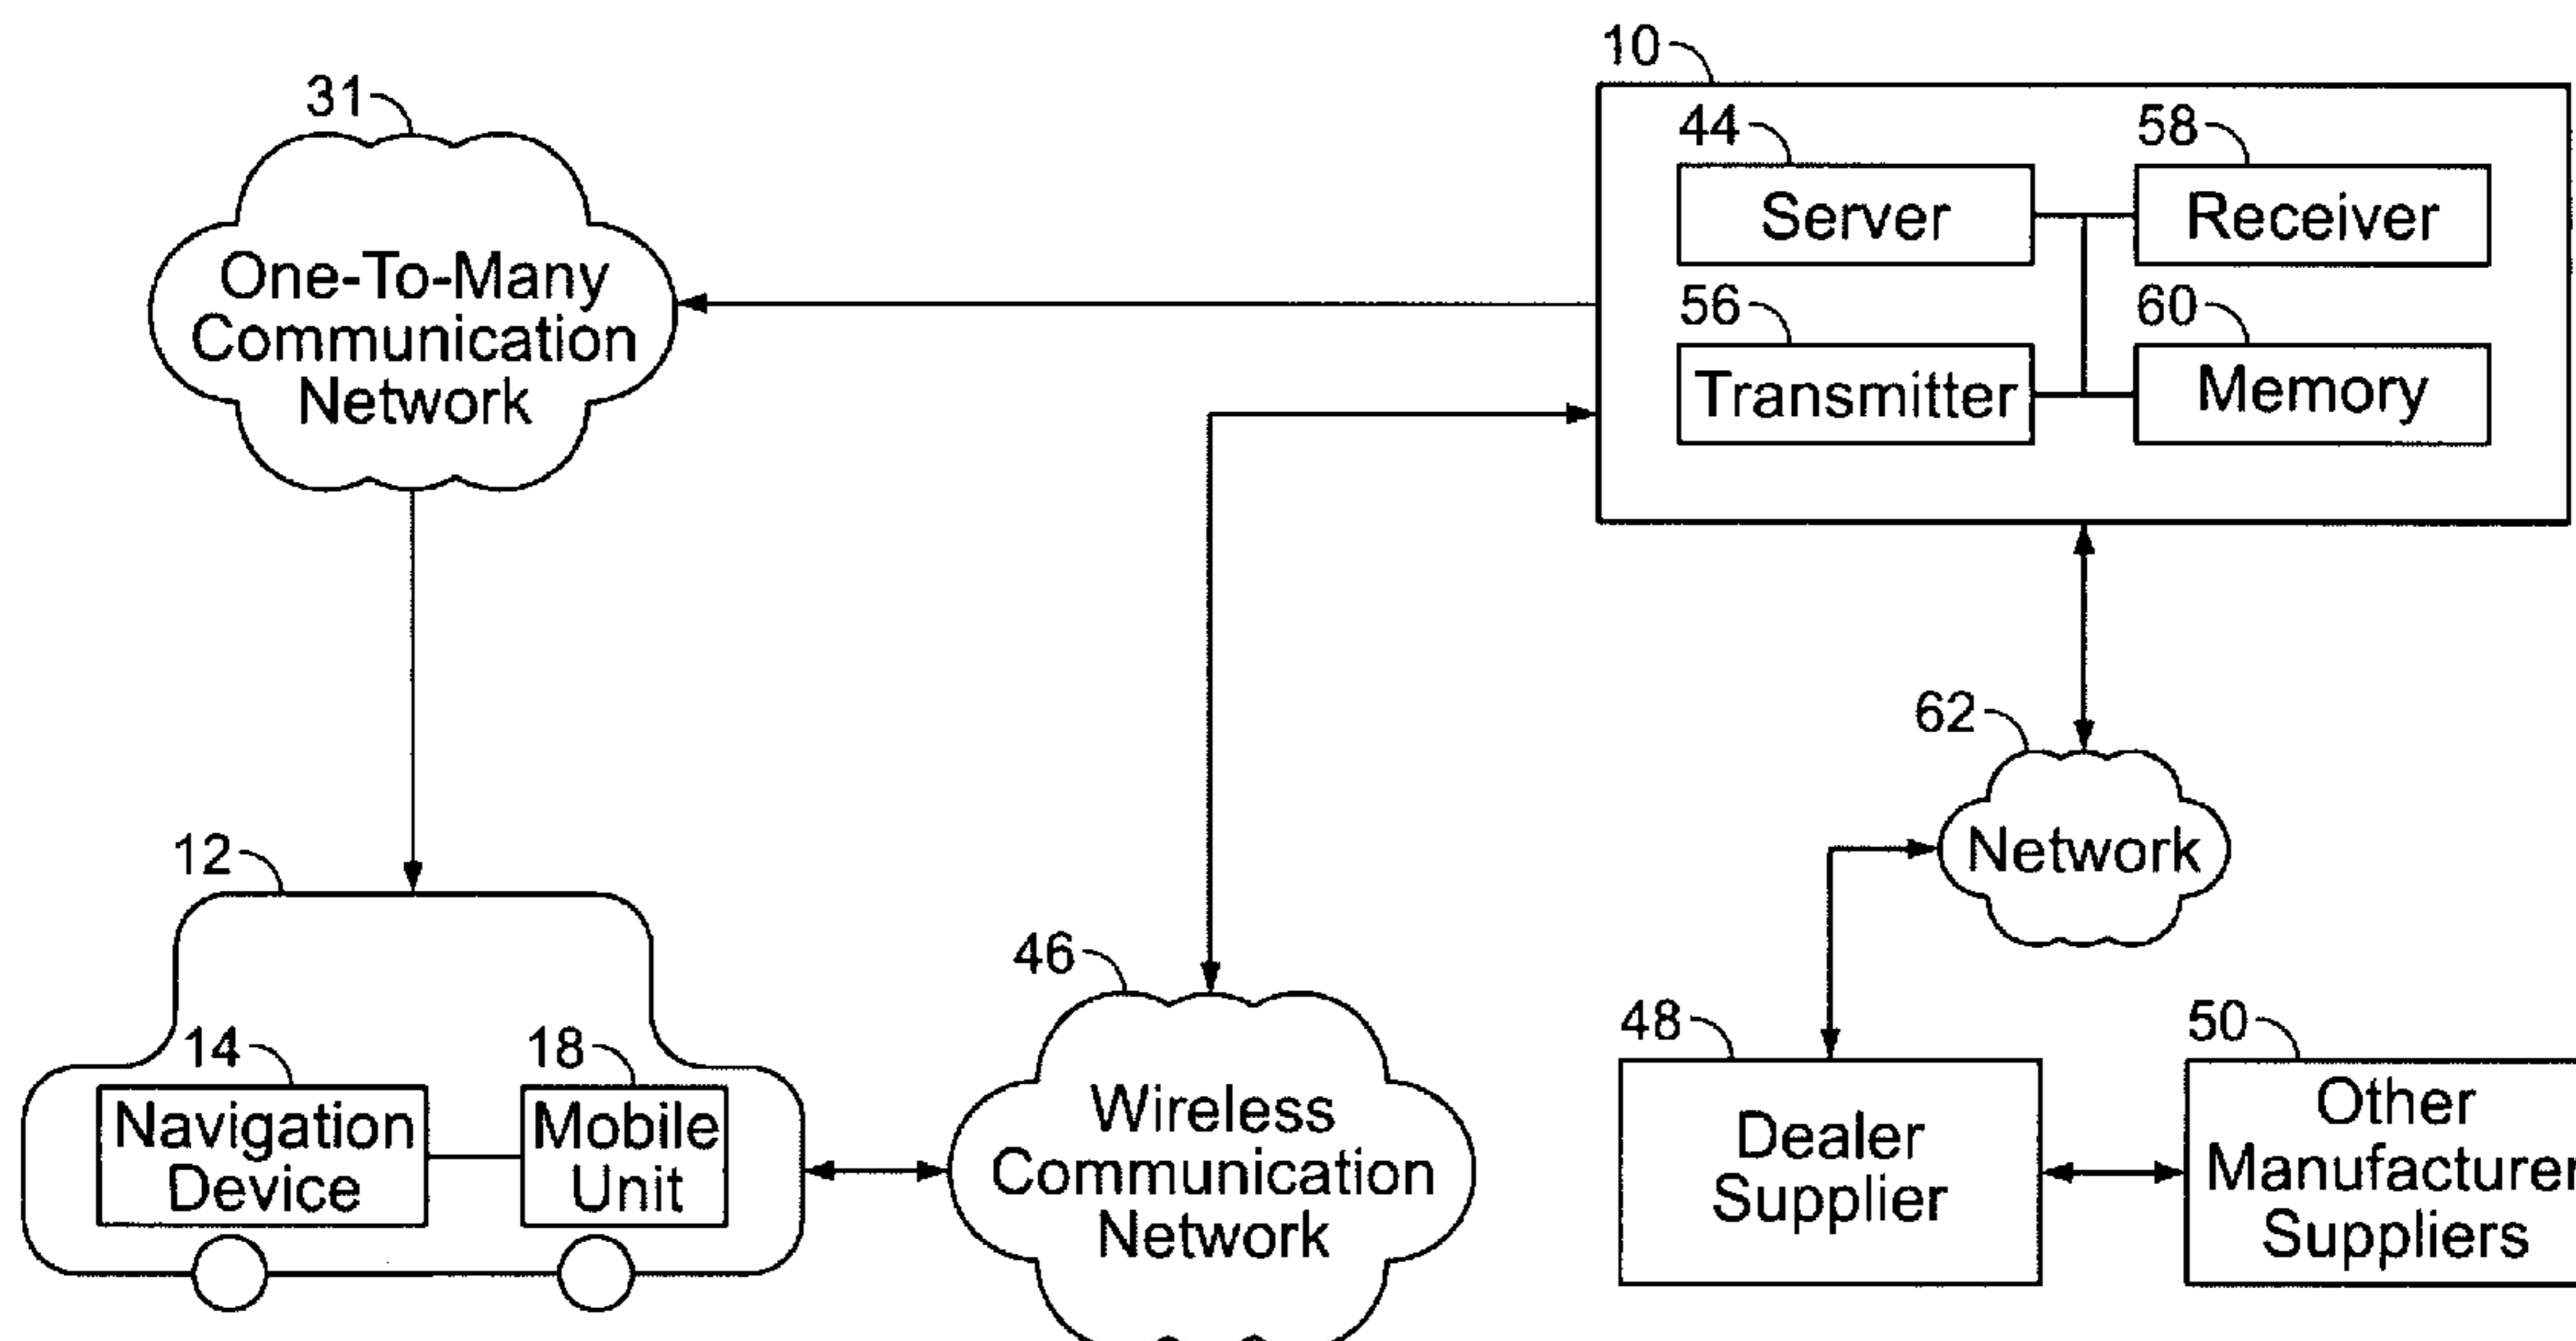 10
31
44
58
Server
Receiver
One-To-Many
Communication
Network
56
60
Transmitter
Memory
62
Network
12
46
14
18
48
50
Navigation
Device
Mobile
Unit
Wireless
Communication
Network
Dealer
Supplier
Other
Manufacturer
Suppliers